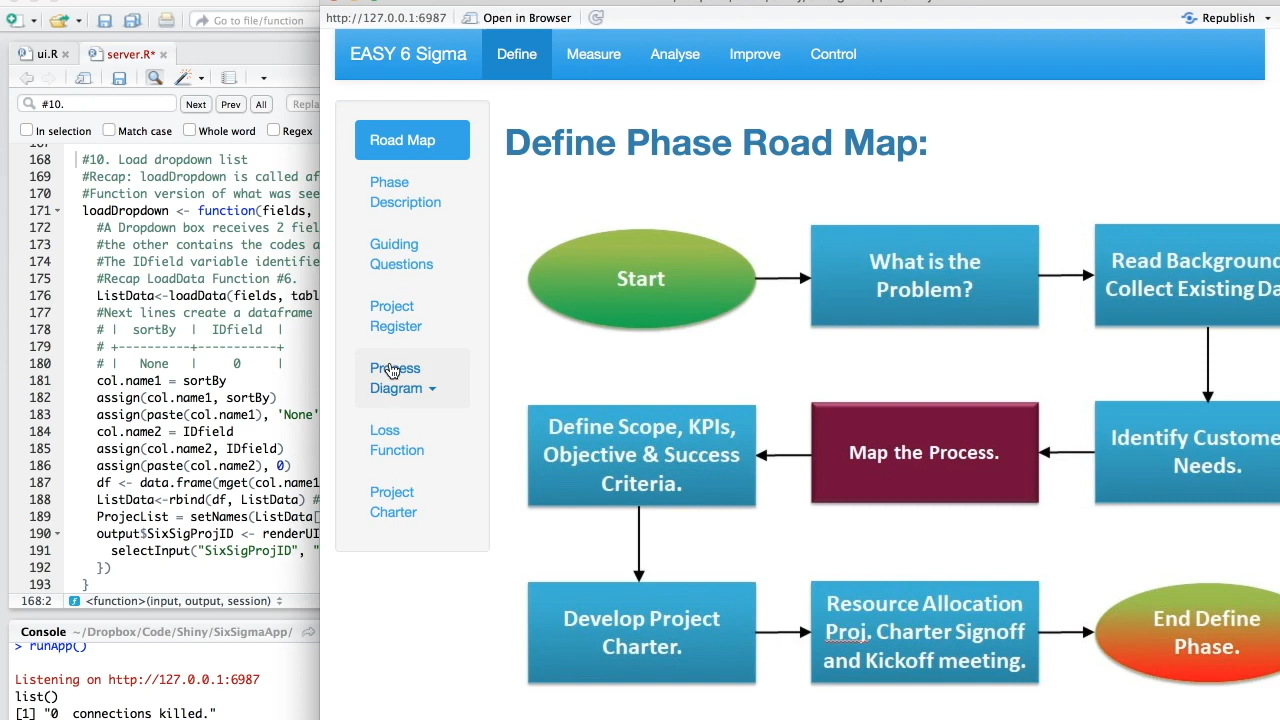 http://127.0.0.1:6987 Open in Browser Republish
Go to file/function
ui.R server.R*
EASY 6 Sigma Define Measure Analyse Improve Control
#10. Next Prev All Repla
In selection Match case Whole word Regex
168 #10. Load dropdown list
169 #Recap: loadDropdown is called af
170 #Function version of what was see
171 loadDropdown <- function(fields,
172 #A Dropdown box receives 2 fiel
173 #the other contains the codes a
174 #The IDfield variable identifie
175 #Recap LoadData Function #6.
176 ListData<-loadData(fields, tabl
177 #Next lines create a dataframe
178 # | sortBy | IDfield |
179 # +----------+-----------+
180 # | None | 0 |
181 col.name1 = sortBy
182 assign(col.name1, sortBy)
183 assign(paste(col.name1), 'None'
184 col.name2 = IDfield
185 assign(col.name2, IDfield)
186 assign(paste(col.name2), 0)
187 df <- data.frame(mget(col.name1
188 ListData<-rbind(df, ListData) #
189 ProjecList = setNames(ListData[
190 output$SixSigProjID <- renderUI
191 selectInput("SixSigProjID", "
192 })
193 }
168:2 <function>(input, output, session)
Console ~/Dropbox/Code/Shiny/SixSigmaApp/
> runApp()
Listening on http://127.0.0.1:6987
list()
[1] "0 connections killed."
Road Map
Phase
Description
Guiding
Questions
Project
Register
Process
Diagram
Loss
Function
Project
Charter
Define Phase Road Map:
Start
What is the
Problem?
Read Background
Collect Existing Da
Define Scope, KPIs,
Objective & Success
Criteria.
Map the Process.
Identify Custome
Needs.
Develop Project
Charter.
Resource Allocation
Proj. Charter Signoff
and Kickoff meeting.
End Define
Phase.